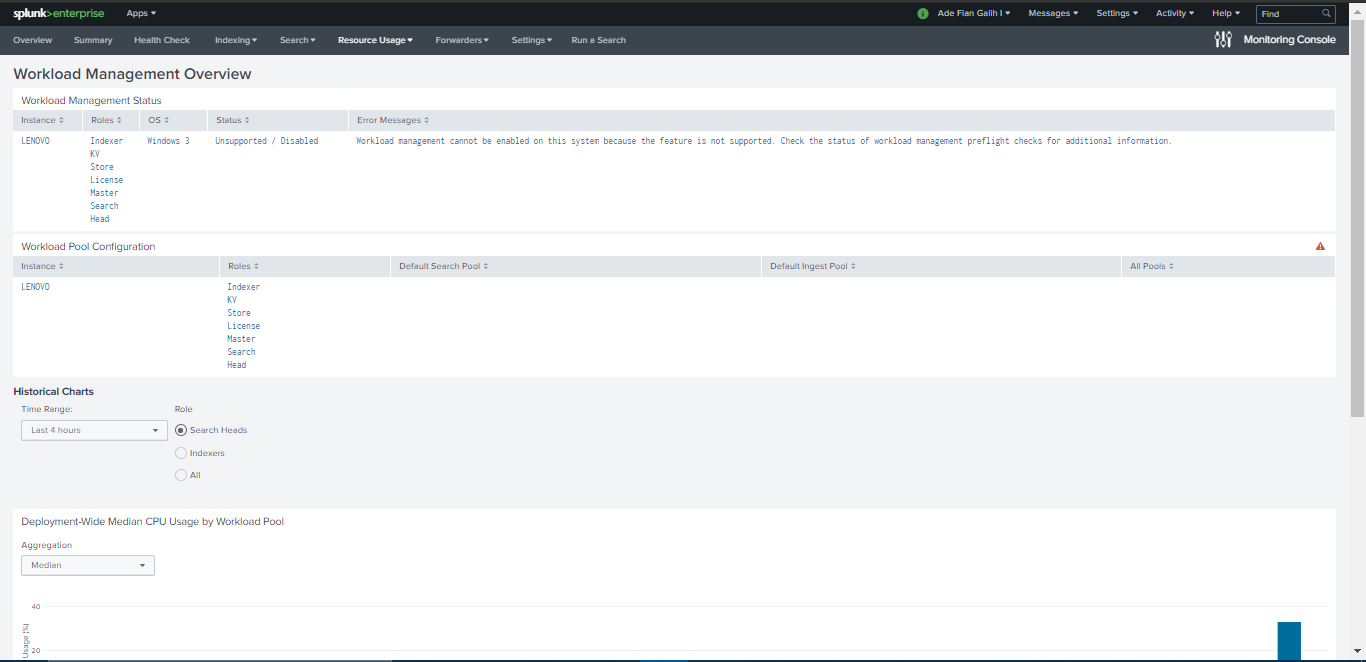 splunk>enterprise Apps Ade Fian Galih I Messages Settings Activity Help Find
Overview Summary Health Check Indexing Search Resource Usage Forwarders Settings Run a Search Monitoring Console
Workload Management Overview
Workload Management Status
Instance Roles OS Status Error Messages
LENOVO Indexer Windows 3 Unsupported / Disabled Workload management cannot be enabled on this system because the feature is not supported. Check the status of workload management preflight checks for additional information.
KV
Store
License
Master
Search
Head
Workload Pool Configuration
Instance Roles Default Search Pool Default Ingest Pool All Pools
LENOVO Indexer
KV
Store
License
Master
Search
Head
Historical Charts
Time Range: Role
Last 4 hours Search Heads
Indexers
All
Deployment-Wide Median CPU Usage by Workload Pool
Aggregation
Median
40
Usage (%)
20